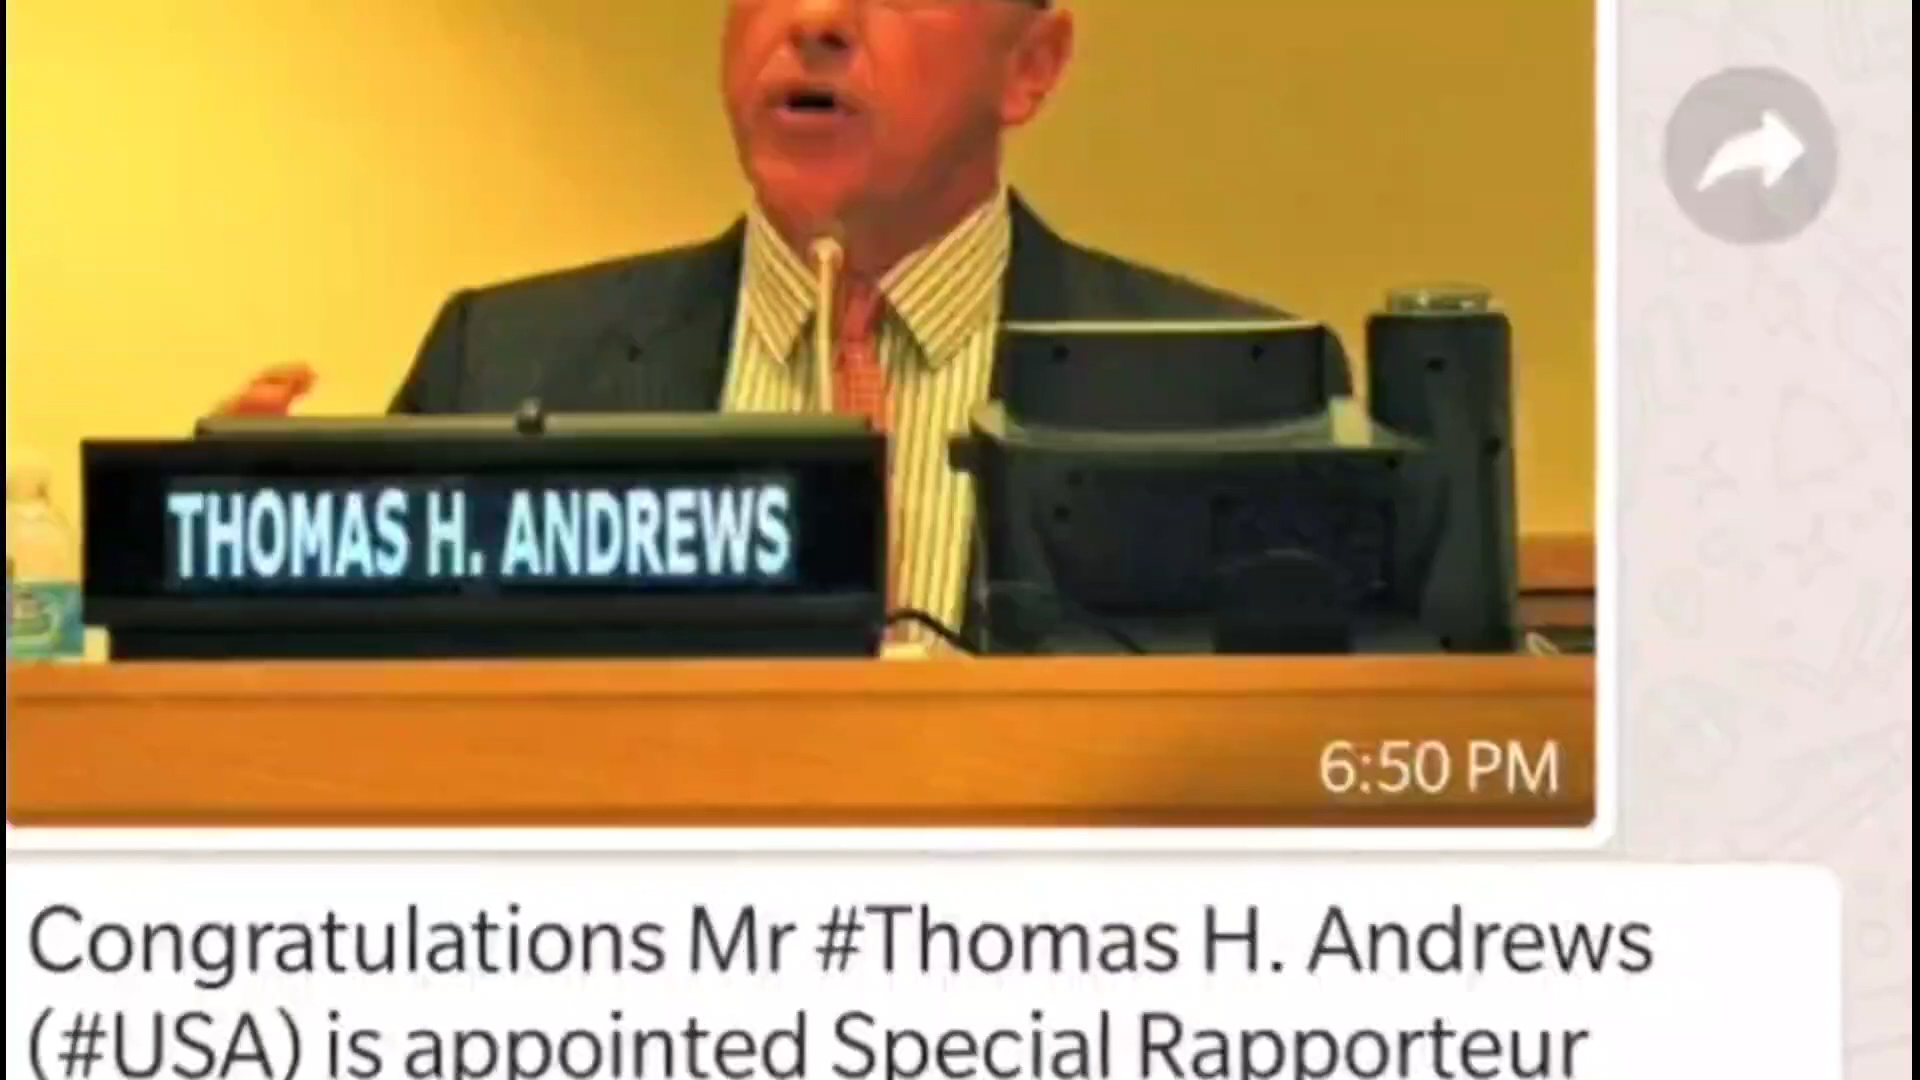 THOMAS H. ANDREWS
6:50 PM
Congratulations Mr #Thomas H. Andrews
(#USA) is appointed Special Rapporteur